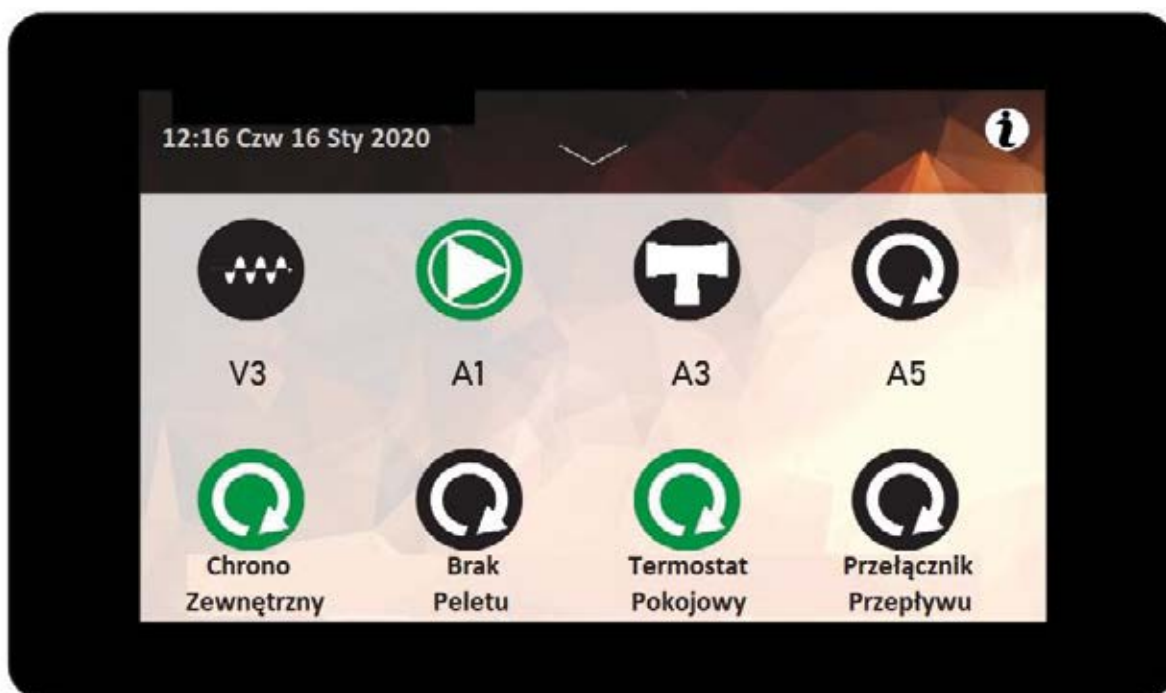 12:16 Czw 16 Sty 2020
i
V3
A1
A3
A5
Chrono
Zewnętrzny
Brak
Peletu
Termostat
Pokojowy
Przełącznik
Przepływu